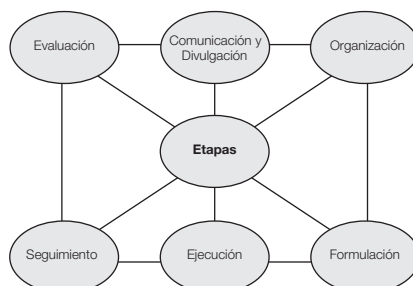 Evaluación
Comunicación y
Divulgación
Organización
Etapas
Seguimiento
Ejecución
Formulación